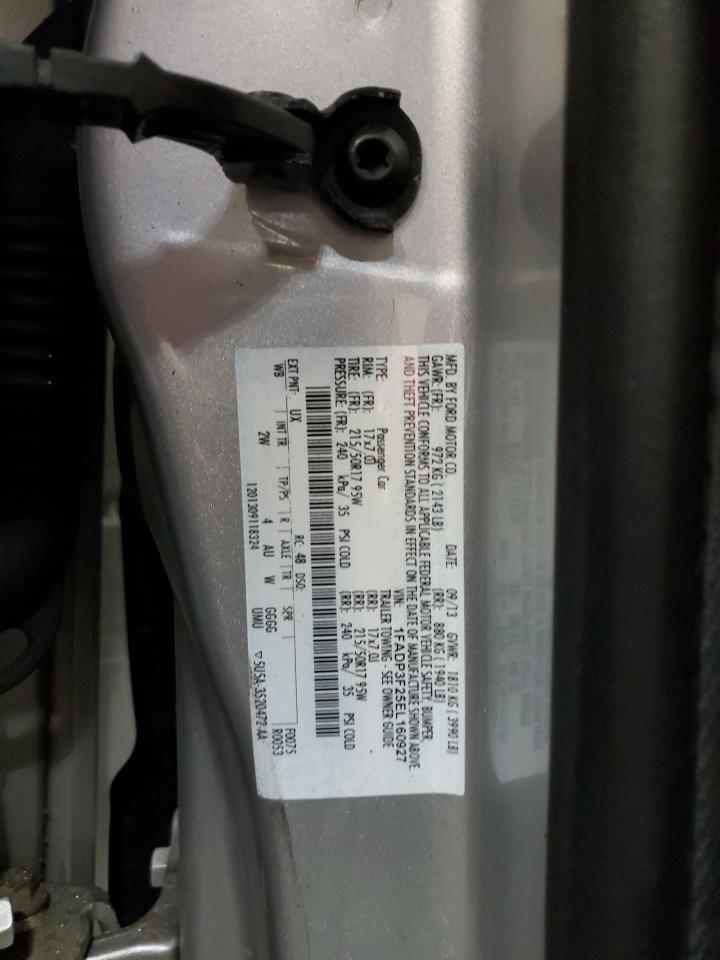 MFD. BY FORD MOTOR CO. DATE: 09/13 GVWR: 1810 KG ( 3990 LB)
GAWR: (FR): 972 KG ( 2143 LB) (RR): 880 KG ( 1940 LB)
THIS VEHICLE CONFORMS TO ALL APPLICABLE FEDERAL MOTOR VEHICLE SAFETY, BUMPER,
AND THEFT PREVENTION STANDARDS IN EFFECT ON THE DATE OF MANUFACTURE SHOWN ABOVE.
VIN: 1FADP3F25EL160927
TYPE: Passenger Car TRAILER TOWING - SEE OWNER GUIDE
RIM: (FR): 17x7.0J (RR): 17x7.0J
TIRE: (FR): 215/50R17 95W (RR): 215/50R17 95W
PRESSURE: (FR): 240 kPa/ 35 PSI COLD (RR): 240 kPa/ 35 PSI COLD
EXT PNT: UX RC: 48 DSO: F0075
WB INT TR TP/PS R AXLE TR SPR R0053
2W 4 AU W GGGG
UMU ▽ 5U5A-3520472-AA
1201309118324